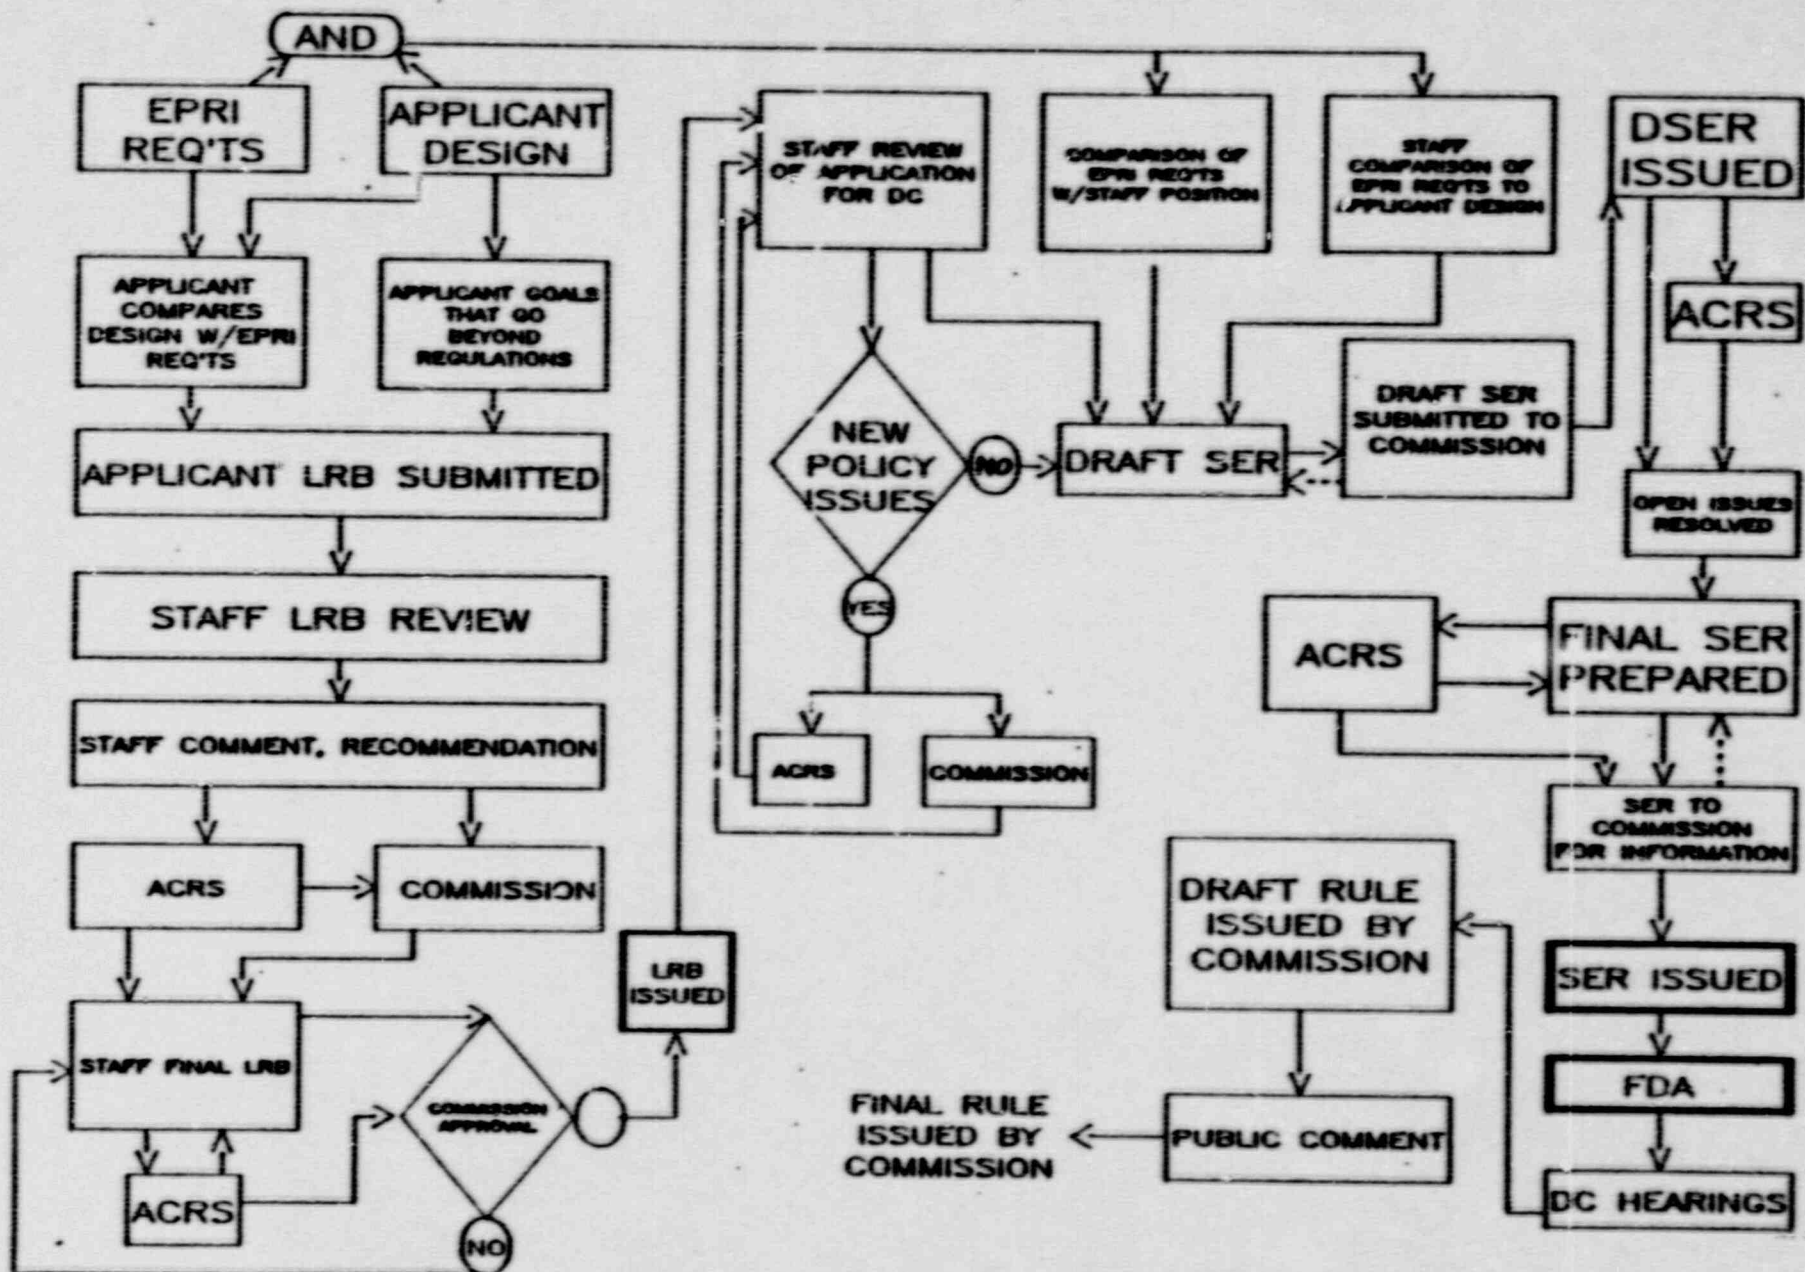 AND
EPRI
REQ'TS
APPLICANT
DESIGN
APPLICANT
COMPARES
DESIGN W/EPRI
REQ'TS
APPLICANT GOALS
THAT GO
BEYOND
REGULATIONS
APPLICANT LRB SUBMITTED
STAFF LRB REVIEW
STAFF COMMENT, RECOMMENDATION
ACRS
COMMISSION
STAFF FINAL LRB
ACRS
COMMISSION
APPROVAL
NO
LRB
ISSUED
STAFF REVIEW
OF APPLICATION
FOR DC
NEW
POLICY
ISSUES
NO
YES
ACRS
COMMISSION
COMPARISON OF
EPRI REQ'TS
W/STAFF POSITION
STAFF
COMPARISON OF
EPRI REQ'TS TO
APPLICANT DESIGN
DRAFT SER
DRAFT SER
SUBMITTED TO
COMMISSION
DSER
ISSUED
ACRS
OPEN ISSUES
RESOLVED
FINAL SER
PREPARED
ACRS
SER TO
COMMISSION
FOR INFORMATION
SER ISSUED
FDA
DC HEARINGS
DRAFT RULE
ISSUED BY
COMMISSION
PUBLIC COMMENT
FINAL RULE
ISSUED BY
COMMISSION